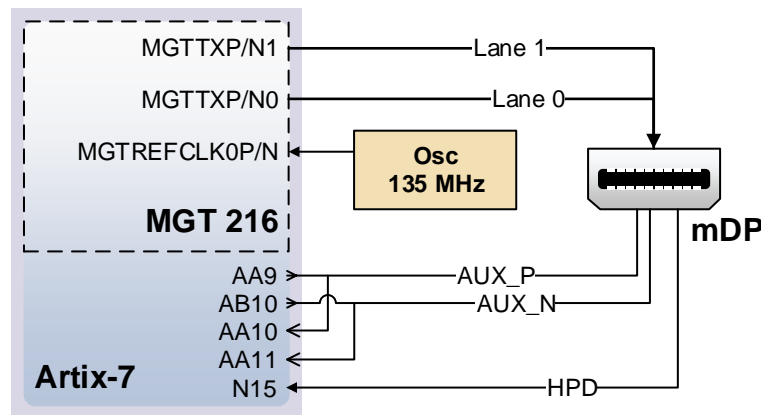 MGTTXP/N1
Lane 1
MGTTXP/N0
Lane 0
MGTREFCLK0P/N
Osc
135 MHz
MGT 216
mDP
AA9
AUX_P
AB10
AUX_N
AA10
AA11
Artix-7
N15
HPD